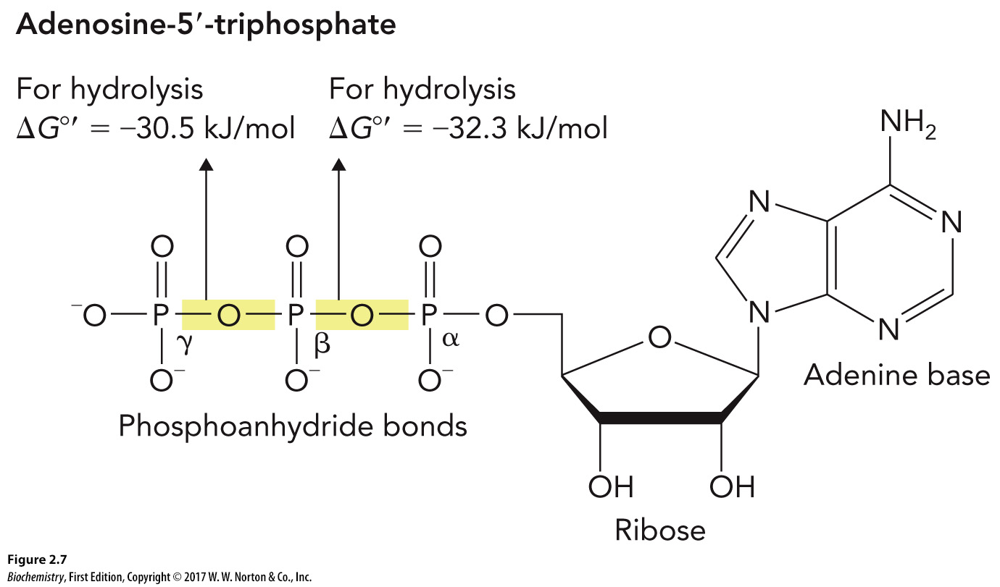 Adenosine-5′-triphosphate
For hydrolysis
ΔG°′ = −30.5 kJ/mol
For hydrolysis
ΔG°′ = −32.3 kJ/mol
NH₂
N
N
N
N
O
O
O
⁻O
P
O
P
O
P
O
γ
β
α
O⁻
O⁻
O⁻
O
Adenine base
Phosphoanhydride bonds
OH
OH
Ribose
Figure 2.7
Biochemistry, First Edition, Copyright © 2017 W. W. Norton & Co., Inc.